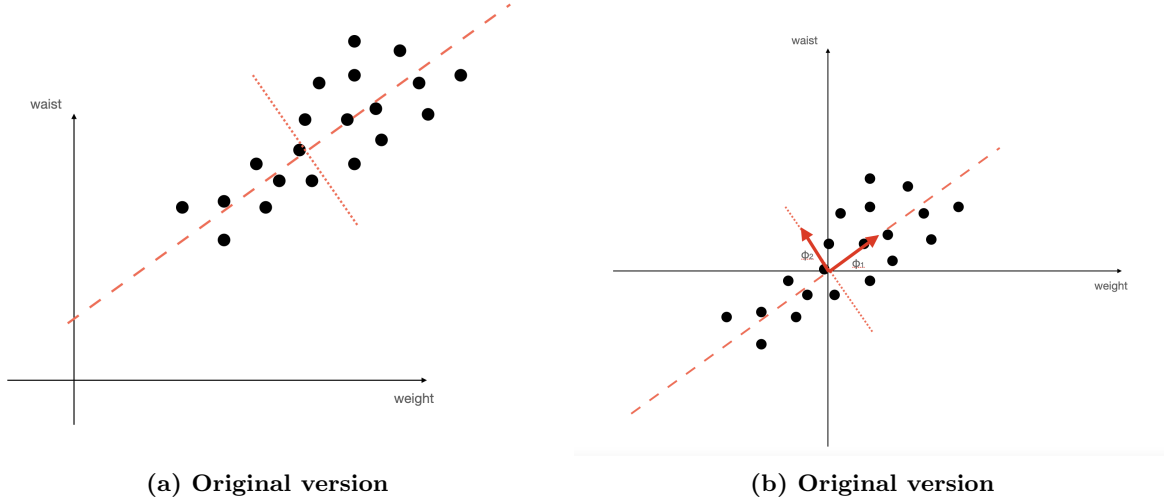 waist
weight
(a) Original version
waist
Φ2
Φ1
weight
(b) Original version